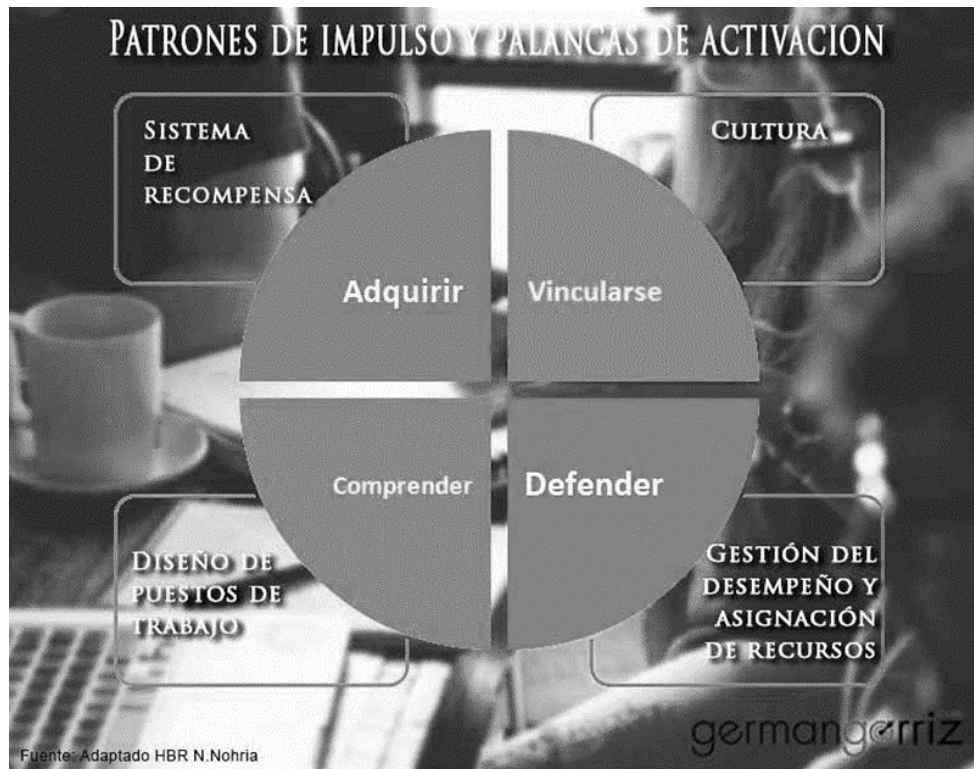 PATRONES DE IMPULSO Y PALANCAS DE ACTIVACION
SISTEMA
DE
RECOMPENSA
CULTURA
Adquirir
Vincularse
Comprender
Defender
DISEÑO DE
PUESTOS DE
TRABAJO
GESTIÓN DEL
DESEMPEÑO Y
ASIGNACIÓN
DE RECURSOS
germangorriz
Fuente: Adaptado HBR N.Nohria